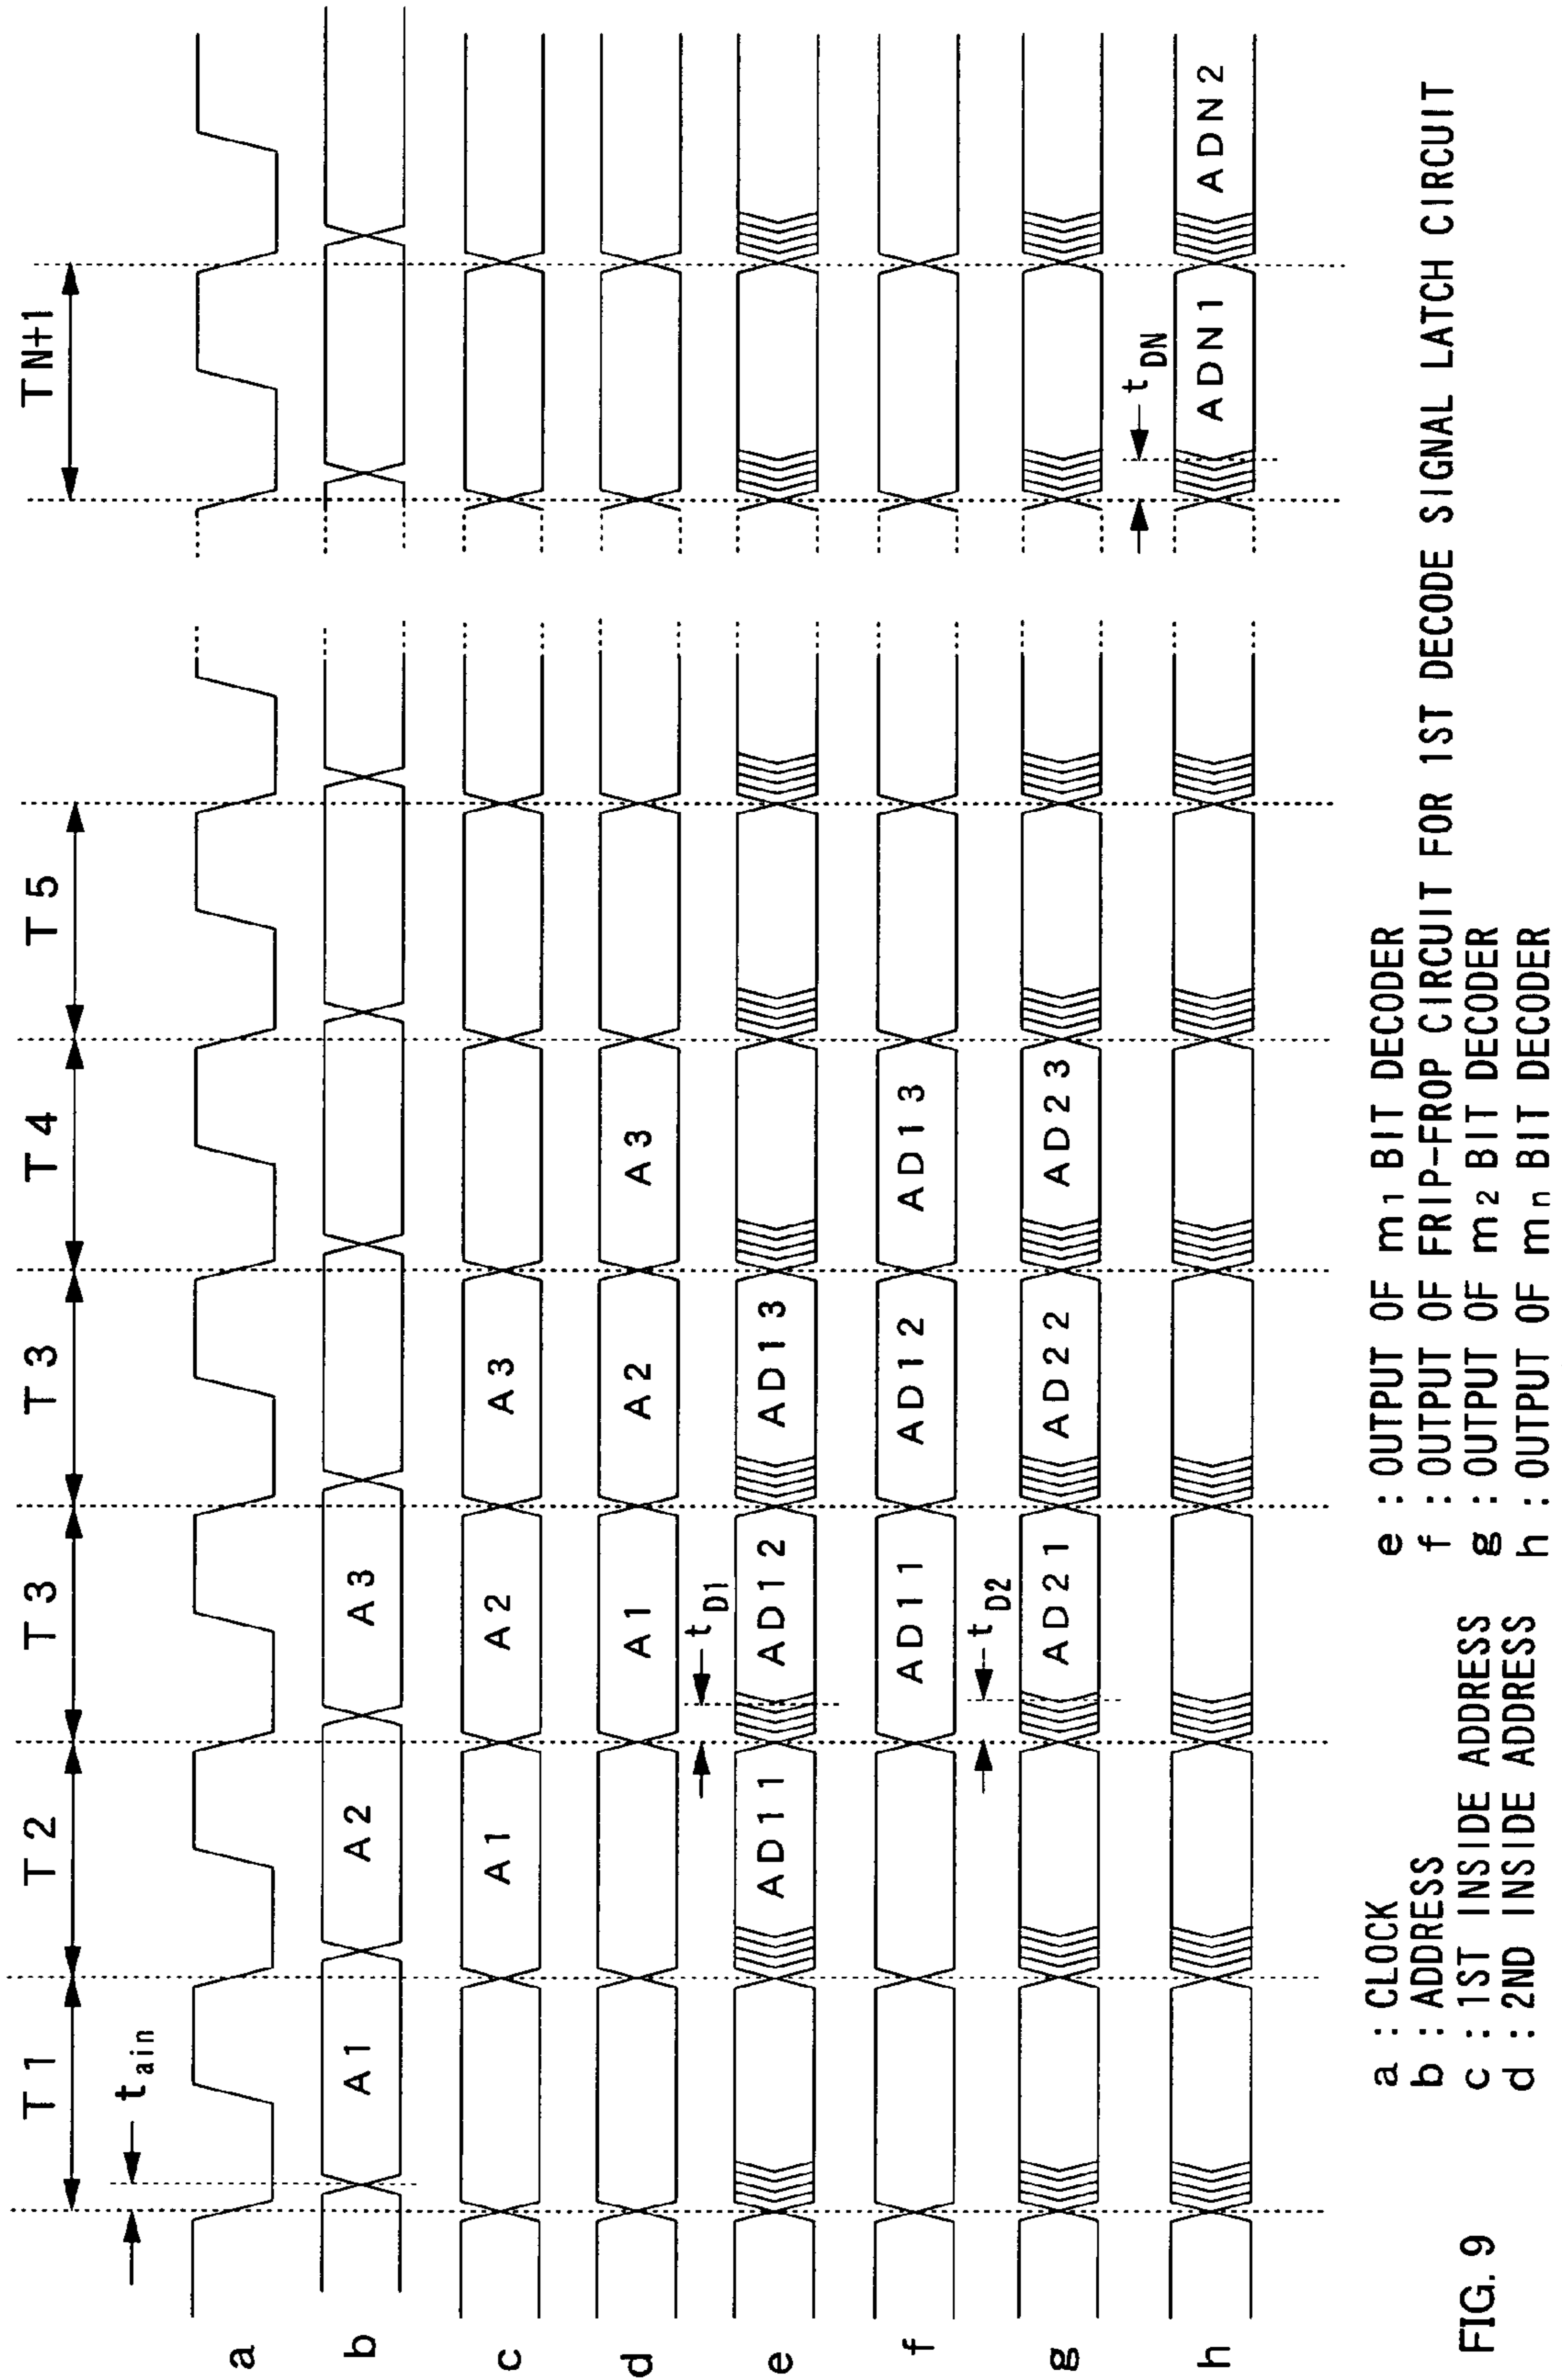 T1 T2 T3 T3 T4 T5 TN+1
tain
a
b A1 A2 A3
c A1 A2 A3
d A1 A2 A3
tD1
e AD11 AD12 AD13
f AD11 AD12 AD13
tD2
g AD21 AD22 AD23
tDN
h ADN1 ADN2
a : CLOCK
b : ADDRESS
c : 1ST INSIDE ADDRESS
d : 2ND INSIDE ADDRESS
e : OUTPUT OF m1 BIT DECODER
f : OUTPUT OF FRIP-FROP CIRCUIT FOR 1ST DECODE SIGNAL LATCH CIRCUIT
g : OUTPUT OF m2 BIT DECODER
h : OUTPUT OF mn BIT DECODER
FIG. 9